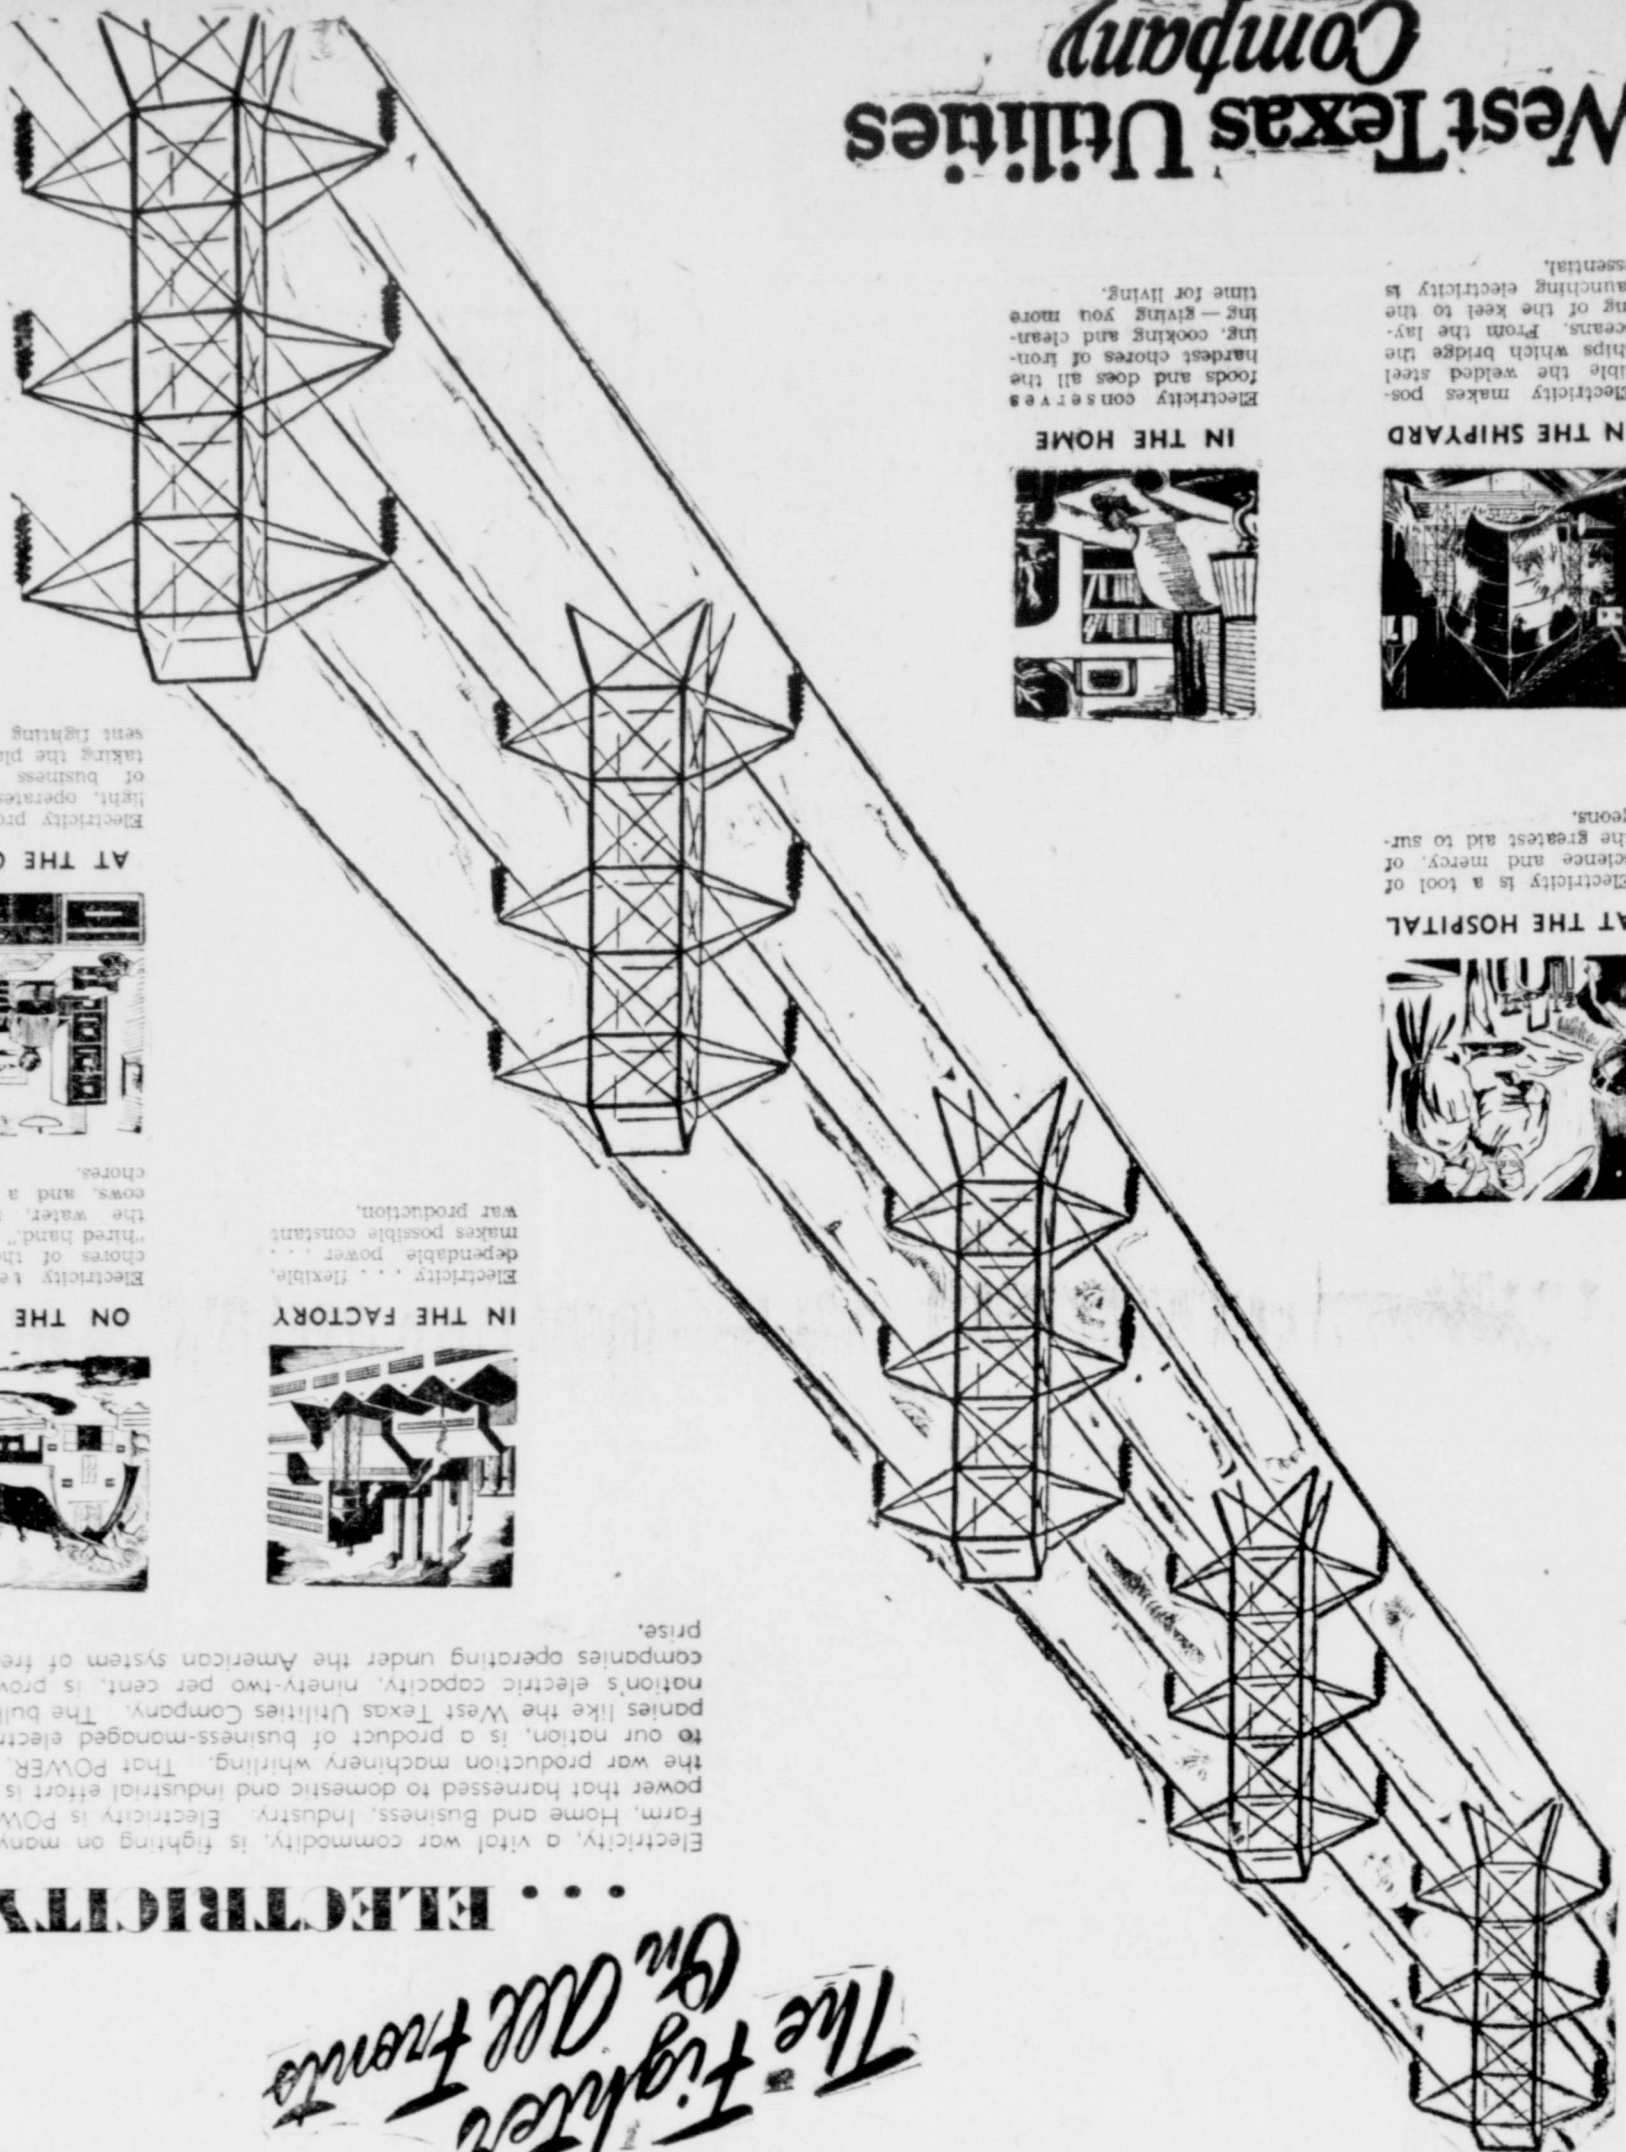 The Fighter
On All Fronts
... ELECTRICITY
Electricity, a vital war commodity, is fighting on many
Farm, Home and Business, Industry. Electricity is
power that harnessed to domestic and industrial effort is
the war production machinery whirling. That POWER,
to our nation, is a product of business-managed
panies like the West Texas Utilities Company. The
nation's electric capacity, ninety-two per cent, is
companies operating under the American system of
prise.
IN THE FACTORY
Electricity . . . flexible,
dependable power . . . .
makes possible constant
war production.
ON THE
Electricity
chores of
"hired hand."
the water,
cows, and a
chores.
AT THE
Electricity
light, operates
of business
taking the
sent fighting
AT THE HOSPITAL
Electricity is a tool of
science and mercy, of
the greatest aid to sur-
geons.
IN THE SHIPYARD
Electricity makes pos-
sible the welded steel
ships which bridge the
oceans. From the lay-
ing of the keel to the
launching electricity is
essential.
IN THE HOME
Electricity conserves
foods and does all the
hardest chores of iron-
ing, cooking and clean-
ing—giving you more
time for living.
West Texas Utilities
Company